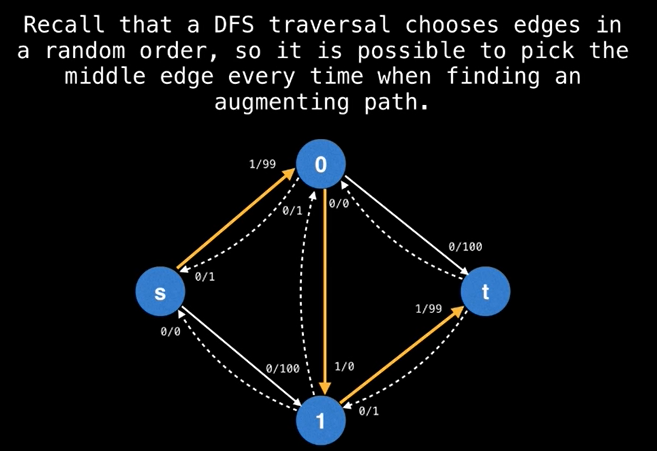 Recall that a DFS traversal chooses edges in
a random order, so it is possible to pick the
middle edge every time when finding an
augmenting path.
0
1/99
0/1
0/0
0/100
0/1
s
t
1/99
0/0
0/100
1/0
0/1
1